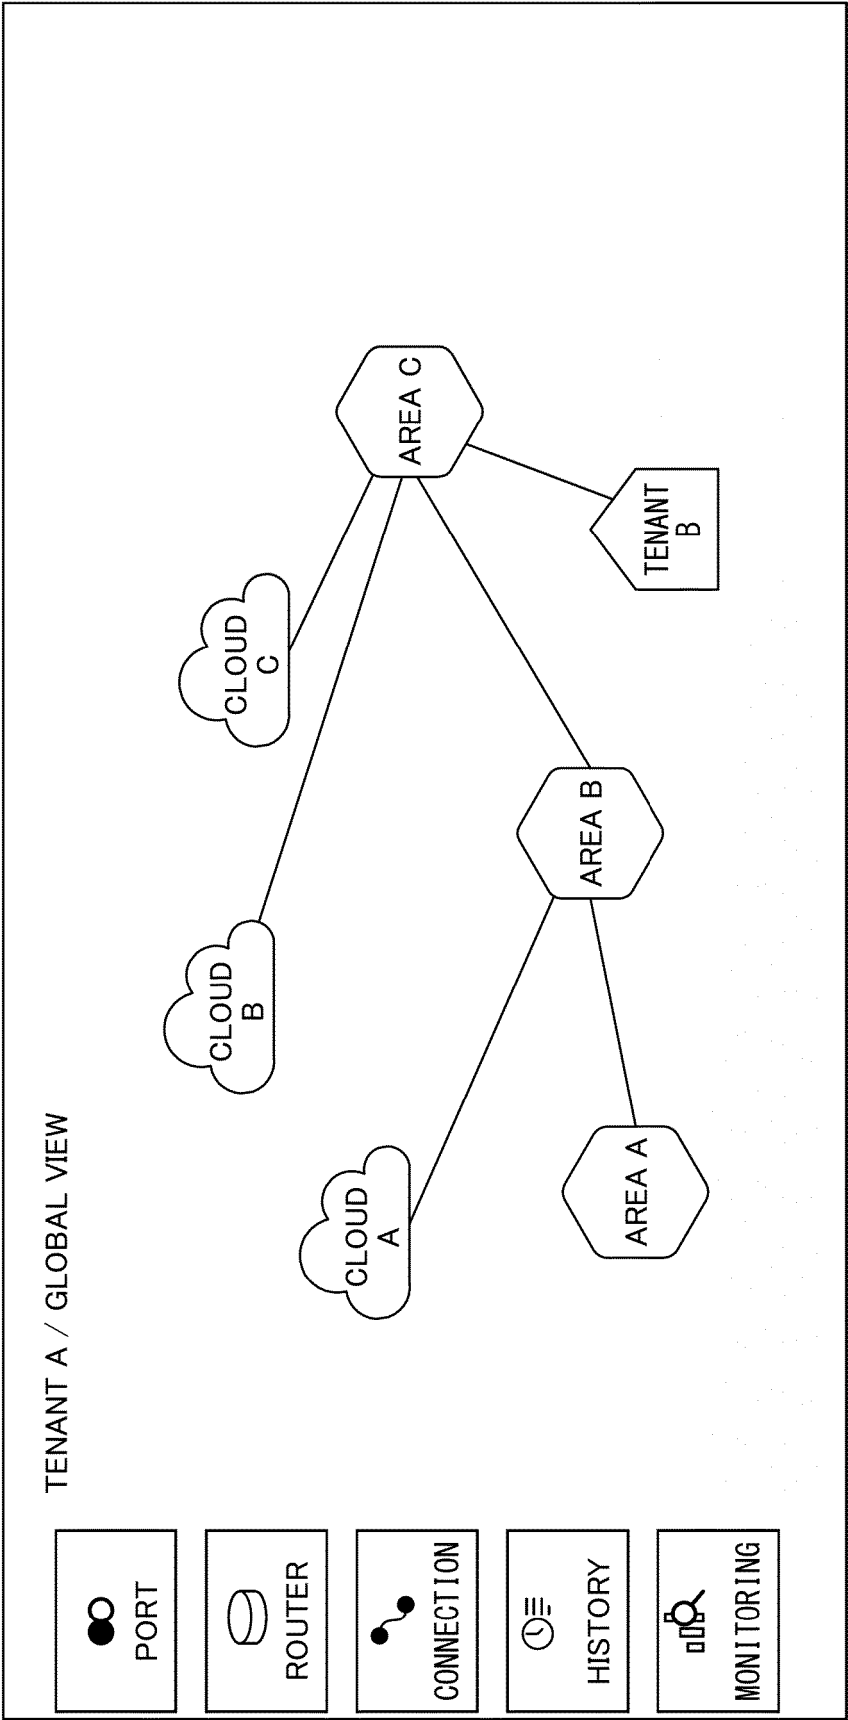 TENANT A / GLOBAL VIEW
PORT
ROUTER
CONNECTION
HISTORY
MONITORING
CLOUD
A
CLOUD
B
CLOUD
C
AREA A
AREA B
AREA C
TENANT
B